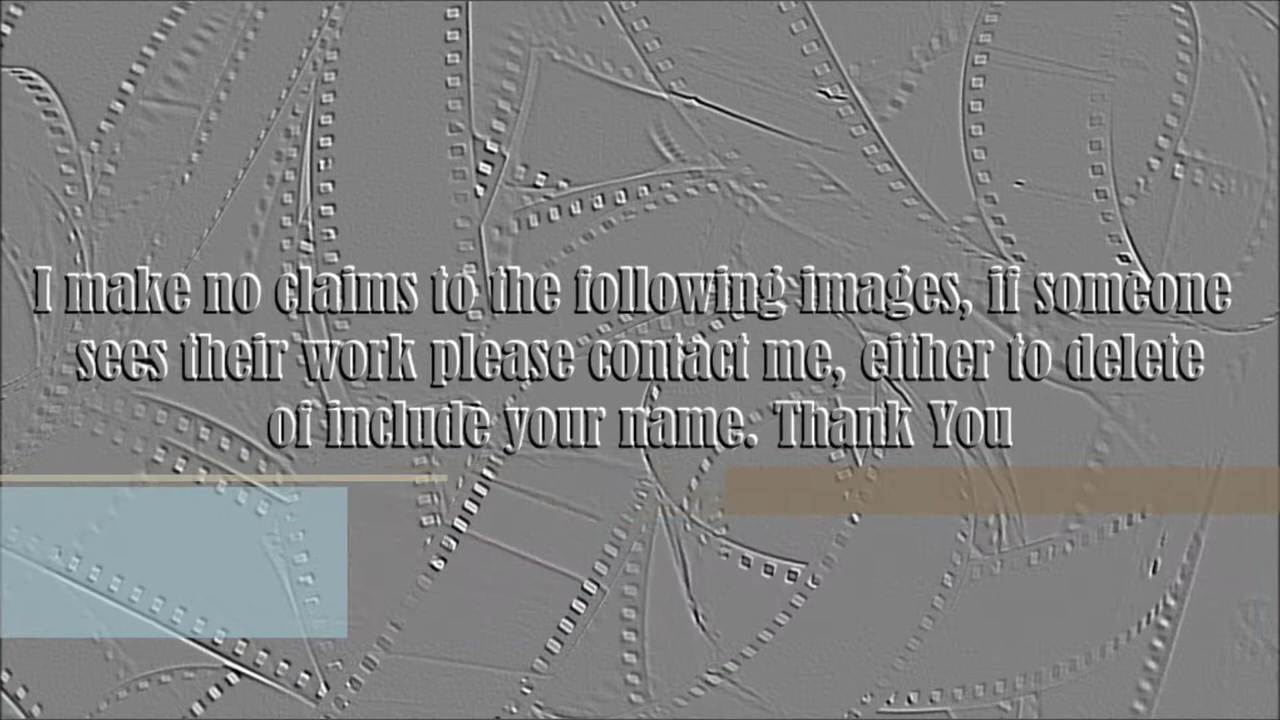 I make no claims to the following images, if someone
sees their work please contact me, either to delete
of include your name. Thank You